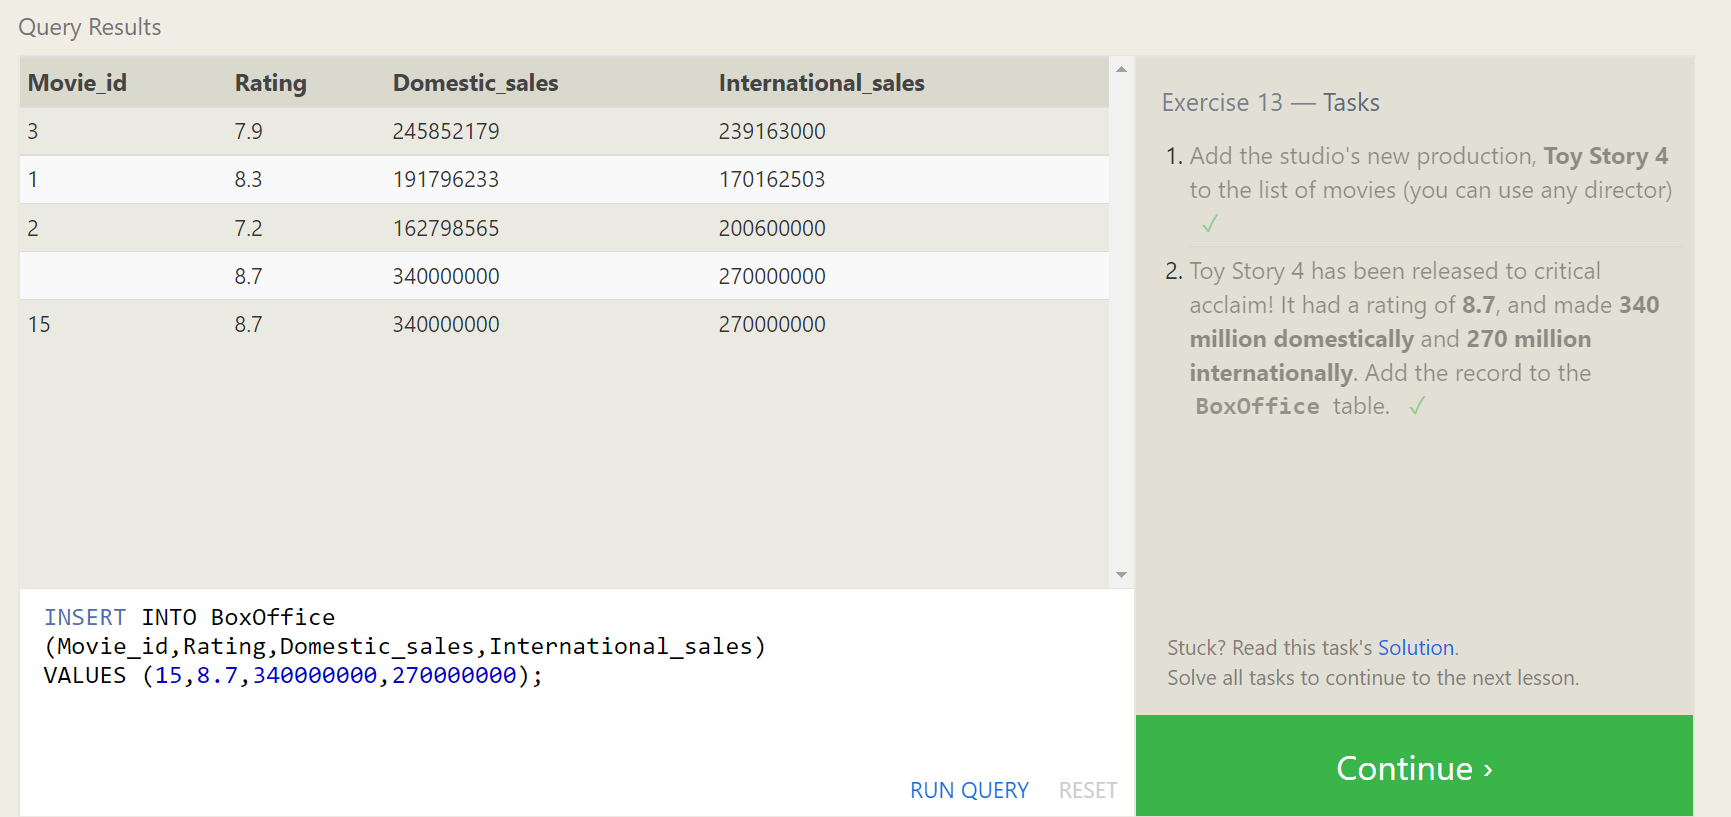 Query Results
Movie_id Rating Domestic_sales International_sales
3 7.9 245852179 239163000
1 8.3 191796233 170162503
2 7.2 162798565 200600000
8.7 340000000 270000000
15 8.7 340000000 270000000
INSERT INTO BoxOffice
(Movie_id,Rating,Domestic_sales,International_sales)
VALUES (15,8.7,340000000,270000000);
RUN QUERY RESET
Exercise 13 — Tasks
1. Add the studio's new production, Toy Story 4
to the list of movies (you can use any director)
✓
2. Toy Story 4 has been released to critical
acclaim! It had a rating of 8.7, and made 340
million domestically and 270 million
internationally. Add the record to the
BoxOffice table. ✓
Stuck? Read this task's Solution.
Solve all tasks to continue to the next lesson.
Continue ›